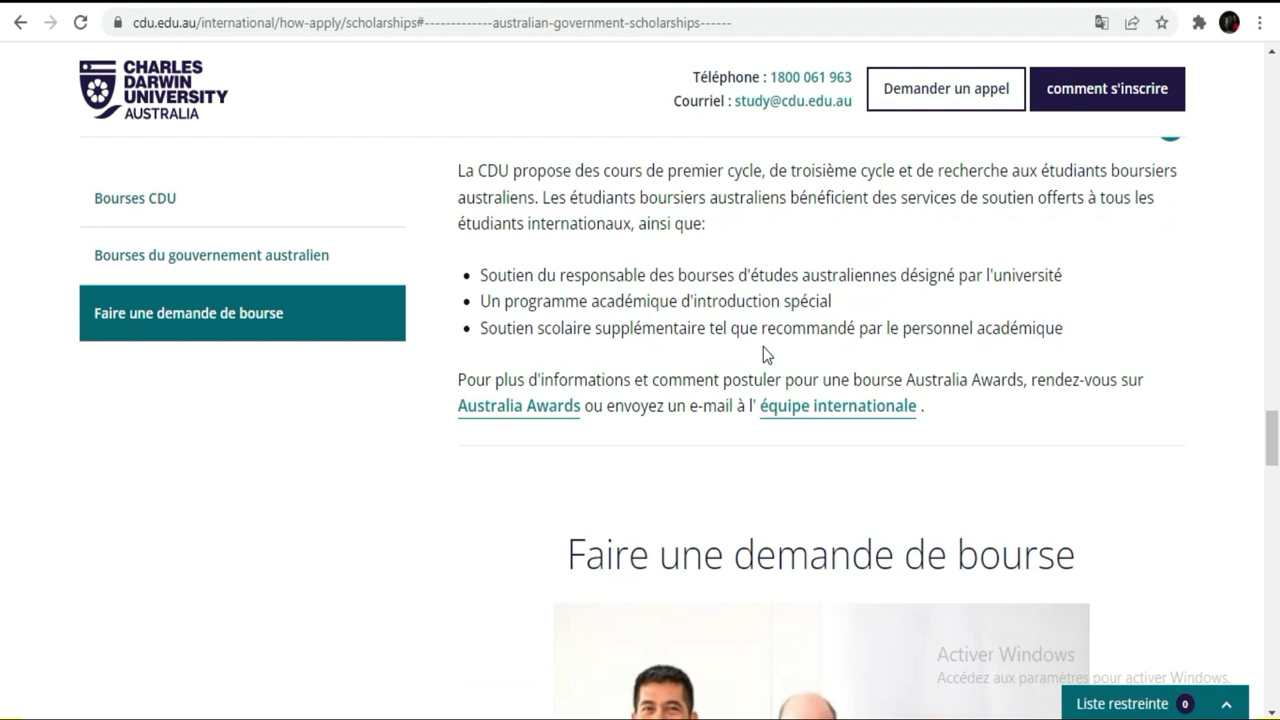 cdu.edu.au/international/how-apply/scholarships#-------------australian-government-scholarships------
CHARLES
DARWIN
UNIVERSITY
AUSTRALIA
Téléphone : 1800 061 963
Courriel : study@cdu.edu.au
Demander un appel
comment s'inscrire
Bourses CDU
Bourses du gouvernement australien
Faire une demande de bourse
La CDU propose des cours de premier cycle, de troisième cycle et de recherche aux étudiants boursiers
australiens. Les étudiants boursiers australiens bénéficient des services de soutien offerts à tous les
étudiants internationaux, ainsi que:
• Soutien du responsable des bourses d'études australiennes désigné par l'université
• Un programme académique d'introduction spécial
• Soutien scolaire supplémentaire tel que recommandé par le personnel académique
Pour plus d'informations et comment postuler pour une bourse Australia Awards, rendez-vous sur
Australia Awards ou envoyez un e-mail à l' équipe internationale .
Faire une demande de bourse
Activer Windows
Accédez aux paramètres pour activer Windows.
Liste restreinte 0